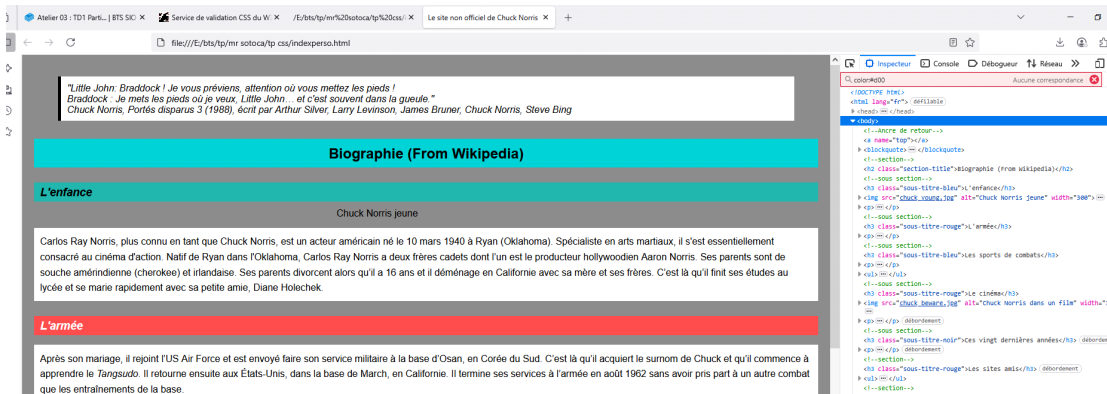 Atelier 03 : TD1 Parti... | BTS SIO
Service de validation CSS du W
/E:/bts/tp/mr%20sotoca/tp%20css/
Le site non officiel de Chuck Norris
file:///E:/bts/tp/mr sotoca/tp css/indexperso.html
"Little John: Braddock ! Je vous préviens, attention où vous mettez les pieds !
Braddock : Je mets les pieds où je veux, Little John… et c'est souvent dans la gueule."
Chuck Norris, Portés disparus 3 (1988), écrit par Arthur Silver, Larry Levinson, James Bruner, Chuck Norris, Steve Bing
Biographie (From Wikipedia)
L'enfance
Chuck Norris jeune
Carlos Ray Norris, plus connu en tant que Chuck Norris, est un acteur américain né le 10 mars 1940 à Ryan (Oklahoma). Spécialiste en arts martiaux, il s'est essentiellement
consacré au cinéma d'action. Natif de Ryan dans l'Oklahoma, Carlos Ray Norris a deux frères cadets dont l'un est le producteur hollywoodien Aaron Norris. Ses parents sont de
souche amérindienne (cherokee) et irlandaise. Ses parents divorcent alors qu'il a 16 ans et il déménage en Californie avec sa mère et ses frères. C'est là qu'il finit ses études au
lycée et se marie rapidement avec sa petite amie, Diane Holechek.
L'armée
Après son mariage, il rejoint l'US Air Force et est envoyé faire son service militaire à la base d'Osan, en Corée du Sud. C'est là qu'il acquiert le surnom de Chuck et qu'il commence à
apprendre le Tangsudo. Il retourne ensuite aux États-Unis, dans la base de March, en Californie. Il termine ses services à l'armée en août 1962 sans avoir pris part à un autre combat
que les entraînements de la base.
Inspecteur
Console
Débogueur
Réseau
color:#d00
Aucune correspondance
<!DOCTYPE html>
<html lang="fr"> défilable
<head> </head>
<body>
<!--Ancre de retour-->
<a name="top"></a>
<blockquote> </blockquote>
<!--section-->
<h2 class="section-title">Biographie (From Wikipedia)</h2>
<!--sous section-->
<h3 class="sous-titre-bleu">L'enfance</h3>
<img src="chuck_young.jpg" alt="Chuck Norris jeune" width="300">
<p> </p>
<!--sous section-->
<h3 class="sous-titre-rouge">L'armée</h3>
<p> </p>
<h3 class="sous-titre-bleu">Les sports de combats</h3>
<p> </p>
<ul> </ul>
<!--sous section-->
<h3 class="sous-titre-rouge">Le cinéma</h3>
<img src="chuck_beware.jpg" alt="Chuck Norris dans un film" width=
<p> </p> débordement
<!--sous section-->
<h3 class="sous-titre-noir">Ces vingt dernières années</h3>
<p> </p> débordement
<h3 class="sous-titre-rouge">Les sites amis</h3> débordement
<ul> </ul>
<!--section-->